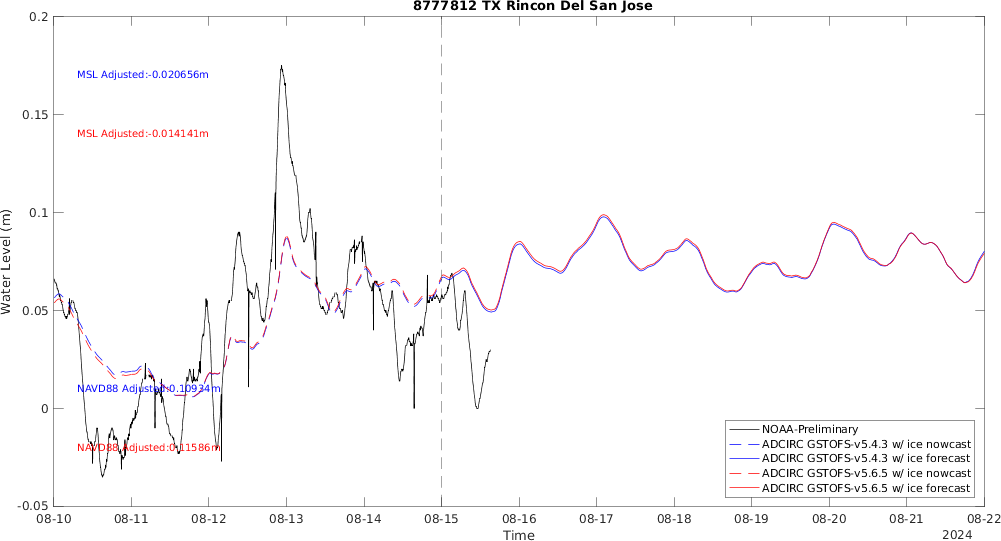 8777812 TX Rincon Del San Jose
0.2
0.15
0.1
0.05
0
-0.05
Water Level (m)
MSL Adjusted:-0.020656m
MSL Adjusted:-0.014141m
NAVD88 Adjusted:0.10934m
NAVD88 Adjusted:0.11586m
NOAA-Preliminary
ADCIRC GSTOFS-v5.4.3 w/ ice nowcast
ADCIRC GSTOFS-v5.4.3 w/ ice forecast
ADCIRC GSTOFS-v5.6.5 w/ ice nowcast
ADCIRC GSTOFS-v5.6.5 w/ ice forecast
08-10 08-11 08-12 08-13 08-14 08-15 08-16 08-17 08-18 08-19 08-20 08-21 08-22
Time
2024